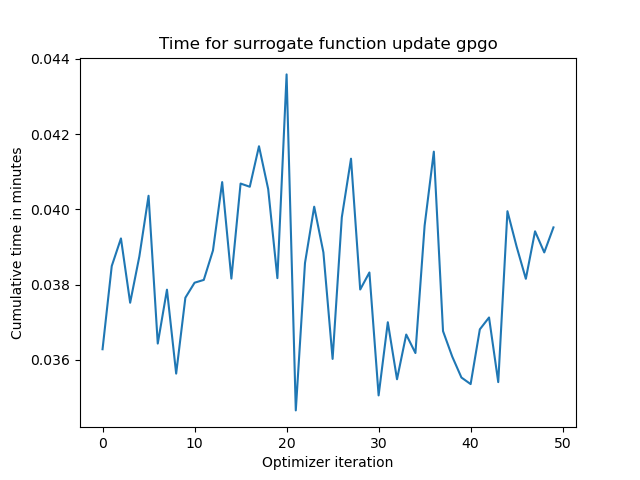 Time for surrogate function update gpgo
Cumulative time in minutes
0.044
0.042
0.040
0.038
0.036
0 10 20 30 40 50
Optimizer iteration